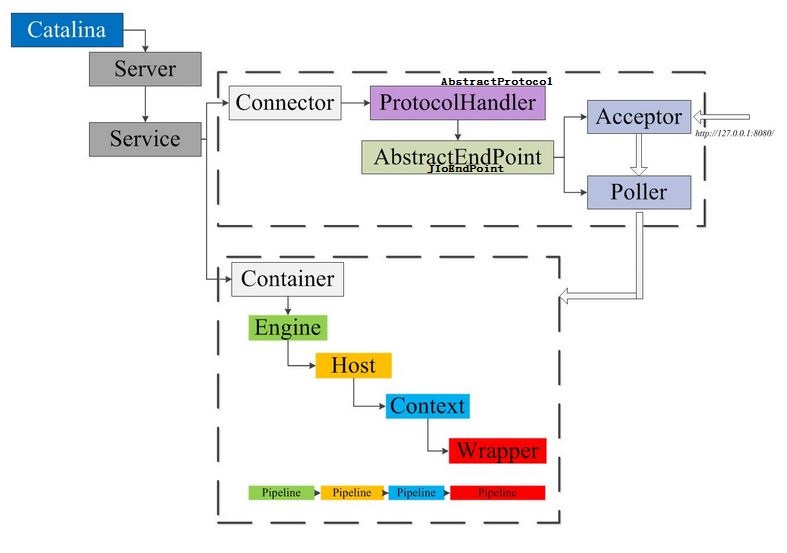 Catalina
Server
Service
AbstractProtocol
Connector
ProtocolHandler
Acceptor
http://127.0.0.1:8080/
AbstractEndPoint
JIoEndPoint
Poller
Container
Engine
Host
Context
Wrapper
Pipeline Pipeline Pipeline Pipeline